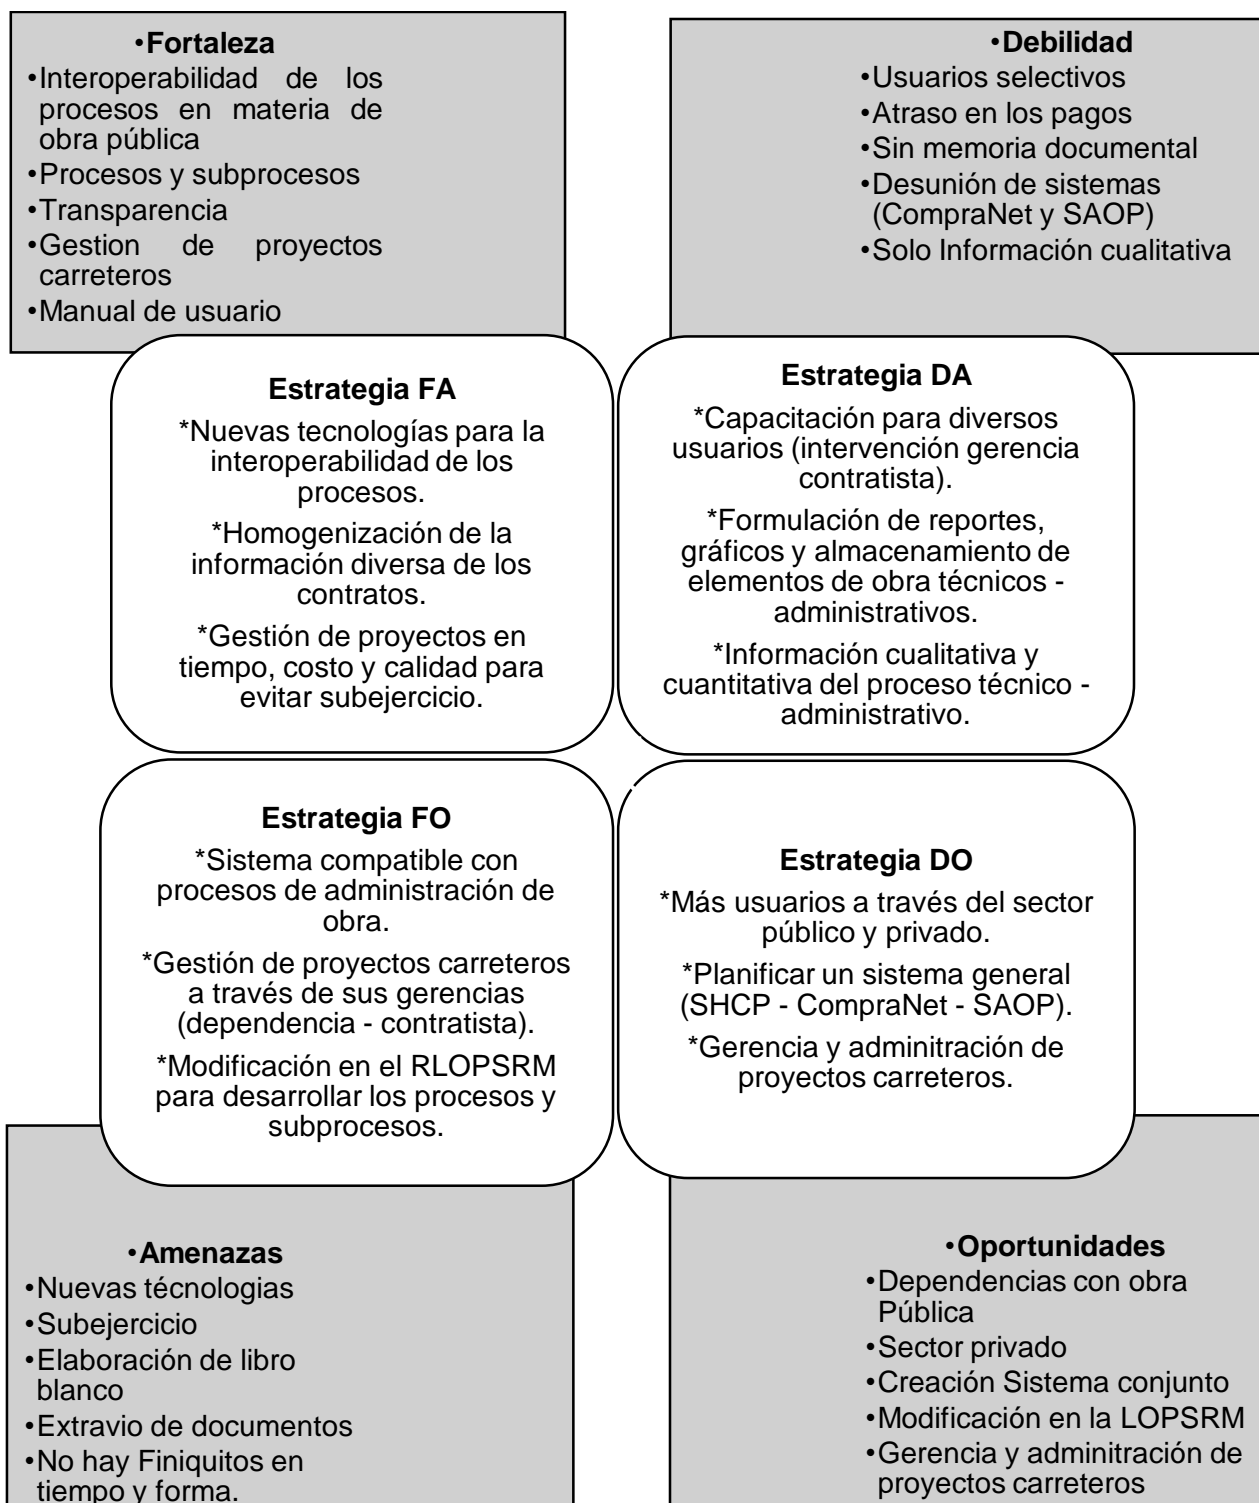 •Fortaleza
•Interoperabilidad de los
procesos en materia de
obra pública
•Procesos y subprocesos
•Transparencia
•Gestion de proyectos
carreteros
•Manual de usuario
•Debilidad
•Usuarios selectivos
•Atraso en los pagos
•Sin memoria documental
•Desunión de sistemas
(CompraNet y SAOP)
•Solo Información cualitativa
Estrategia FA
*Nuevas tecnologías para la
interoperabilidad de los
procesos.
*Homogenización de la
información diversa de los
contratos.
*Gestión de proyectos en
tiempo, costo y calidad para
evitar subejercicio.
Estrategia DA
*Capacitación para diversos
usuarios (intervención gerencia
contratista).
*Formulación de reportes,
gráficos y almacenamiento de
elementos de obra técnicos -
administrativos.
*Información cualitativa y
cuantitativa del proceso técnico -
administrativo.
Estrategia FO
*Sistema compatible con
procesos de administración de
obra.
*Gestión de proyectos carreteros
a través de sus gerencias
(dependencia - contratista).
*Modificación en el RLOPSRM
para desarrollar los procesos y
subprocesos.
Estrategia DO
*Más usuarios a través del sector
público y privado.
*Planificar un sistema general
(SHCP - CompraNet - SAOP).
*Gerencia y adminitración de
proyectos carreteros.
•Amenazas
•Nuevas técnologias
•Subejercicio
•Elaboración de libro
blanco
•Extravio de documentos
•No hay Finiquitos en
tiempo y forma.
•Oportunidades
•Dependencias con obra
Pública
•Sector privado
•Creación Sistema conjunto
•Modificación en la LOPSRM
•Gerencia y adminitración de
proyectos carreteros